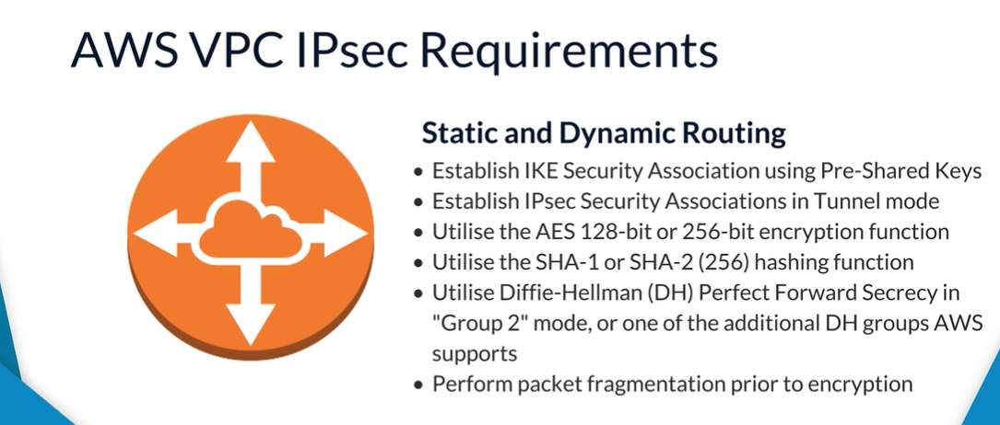 AWS VPC IPsec Requirements
Static and Dynamic Routing
• Establish IKE Security Association using Pre-Shared Keys
• Establish IPsec Security Associations in Tunnel mode
• Utilise the AES 128-bit or 256-bit encryption function
• Utilise the SHA-1 or SHA-2 (256) hashing function
• Utilise Diffie-Hellman (DH) Perfect Forward Secrecy in
"Group 2" mode, or one of the additional DH groups AWS
supports
• Perform packet fragmentation prior to encryption